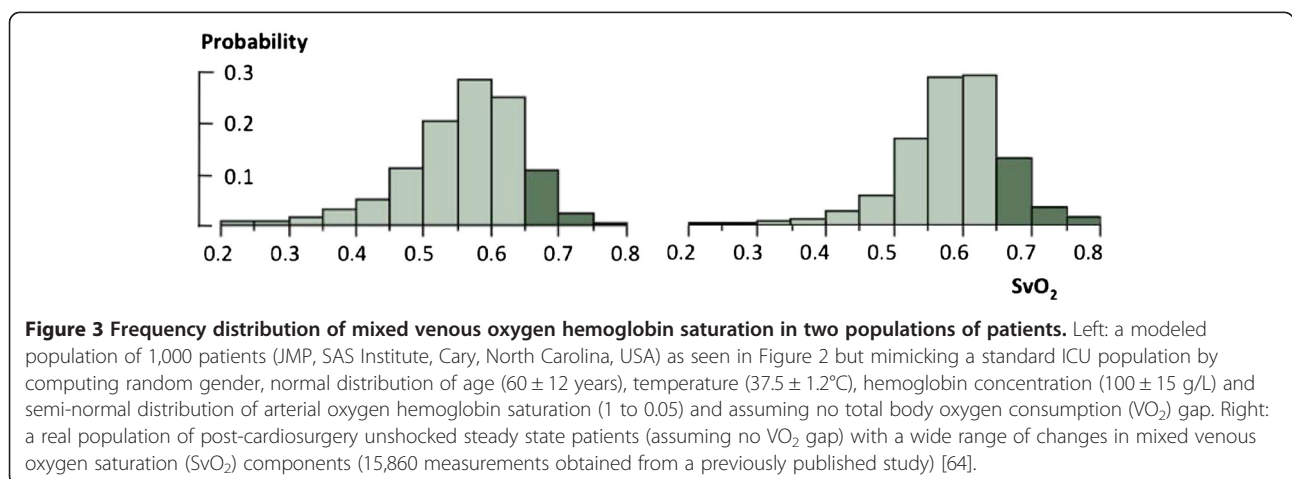 Probability
0.3
0.2
0.1
0.2 0.3 0.4 0.5 0.6 0.7 0.8 0.2 0.3 0.4 0.5 0.6 0.7 0.8
SvO₂
Figure 3 Frequency distribution of mixed venous oxygen hemoglobin saturation in two populations of patients. Left: a modeled
population of 1,000 patients (JMP, SAS Institute, Cary, North Carolina, USA) as seen in Figure 2 but mimicking a standard ICU population by
computing random gender, normal distribution of age (60 ± 12 years), temperature (37.5 ± 1.2°C), hemoglobin concentration (100 ± 15 g/L) and
semi-normal distribution of arterial oxygen hemoglobin saturation (1 to 0.05) and assuming no total body oxygen consumption (VO₂) gap. Right:
a real population of post-cardiosurgery unshocked steady state patients (assuming no VO₂ gap) with a wide range of changes in mixed venous
oxygen saturation (SvO₂) components (15,860 measurements obtained from a previously published study) [64].